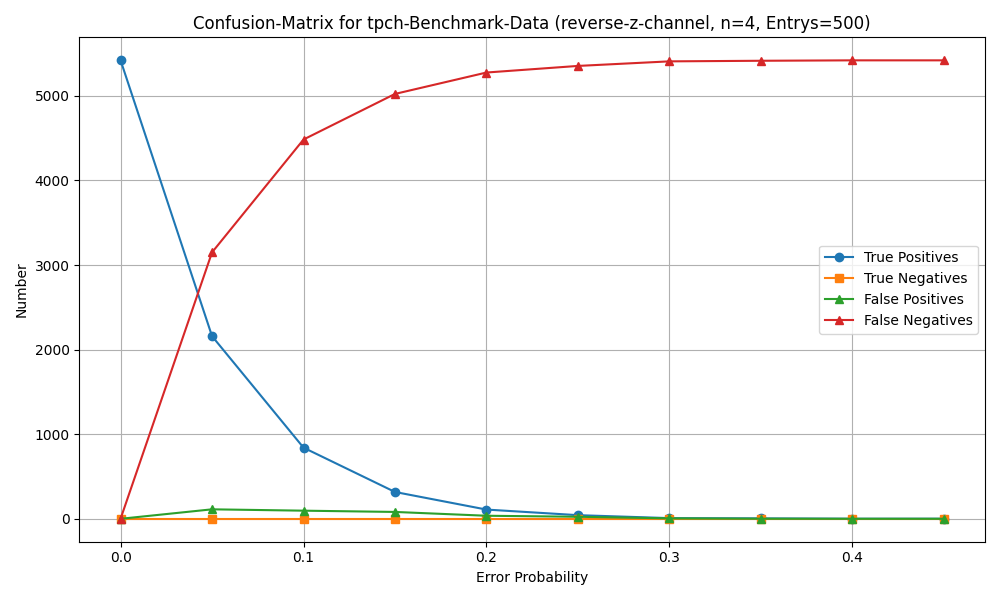 Confusion-Matrix for tpch-Benchmark-Data (reverse-z-channel, n=4, Entrys=500)
Number
5000
4000
3000
2000
1000
0
True Positives
True Negatives
False Positives
False Negatives
0.0 0.1 0.2 0.3 0.4
Error Probability